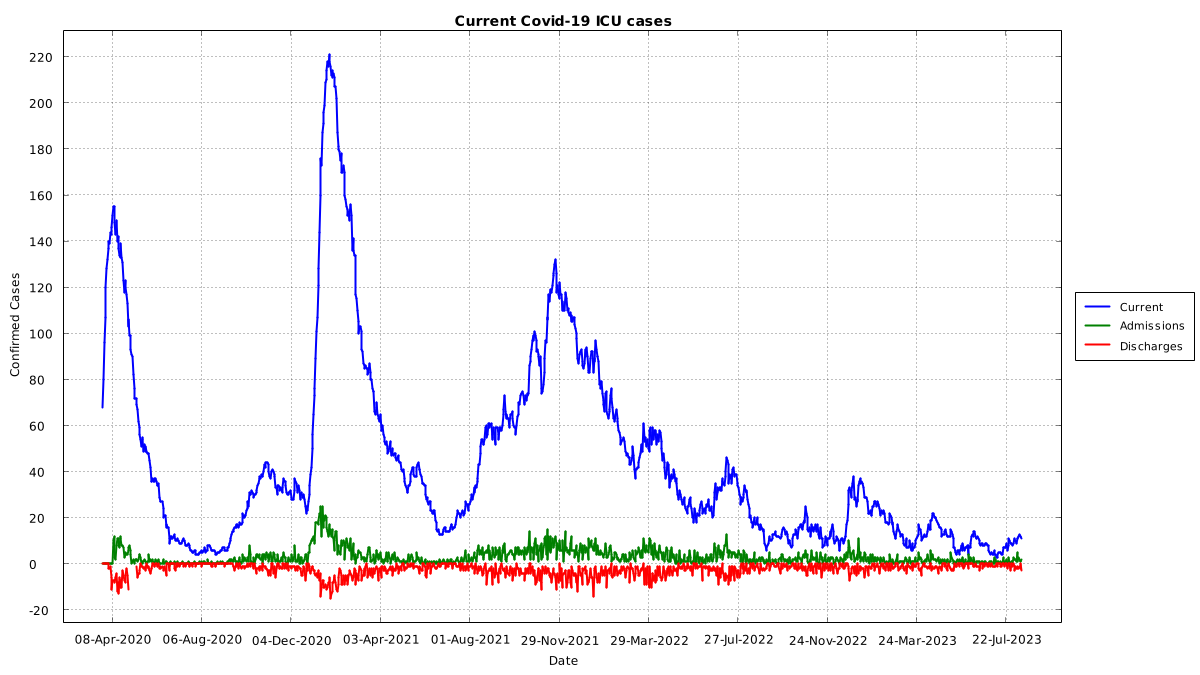 Current Covid-19 ICU cases
220
200
180
160
140
120
100
80
60
40
20
0
-20
Confirmed Cases
08-Apr-2020 06-Aug-2020 04-Dec-2020 03-Apr-2021 01-Aug-2021 29-Nov-2021 29-Mar-2022 27-Jul-2022 24-Nov-2022 24-Mar-2023 22-Jul-2023
Date
Current
Admissions
Discharges